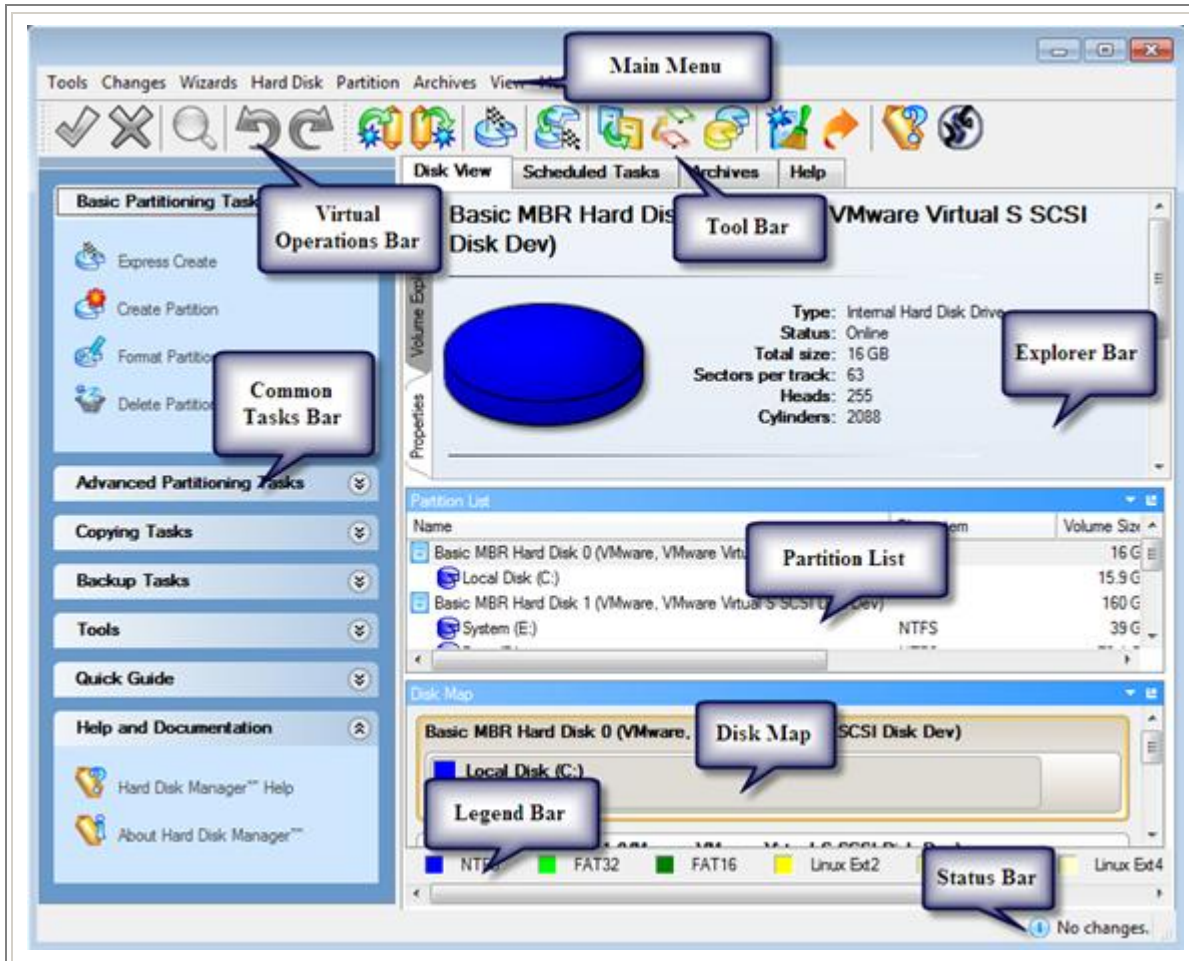 Main Menu
Tools Changes Wizards Hard Disk Partition Archives View
Virtual
Operations Bar
Tool Bar
Disk View Scheduled Tasks Archives Help
Basic Partitioning
Express Create
Create Partition
Format Partition
Delete Partition
Common
Tasks Bar
Advanced Partitioning Tasks
Copying Tasks
Backup Tasks
Tools
Quick Guide
Help and Documentation
Hard Disk Manager™ Help
About Hard Disk Manager™
Volume
Properties
Basic MBR Hard VMware Virtual S SCSI
Disk Dev)
Type: Internal Hard Disk Drive
Status: Online
Total size: 16 GB
Sectors per track: 63
Heads: 255
Cylinders: 2088
Explorer Bar
Partition List
Name Volume Size
Basic MBR Hard Disk 0 (VMware, VMware 16 G
Local Disk (C:) 15.9 G
Basic MBR Hard Disk 1 (VMware, VMware Virtual S SCSI Disk Dev) 160 G
System (E:) NTFS 39 G
Partition List
Disk Map
Basic MBR Hard Disk 0 (VMware, SCSI Disk Dev)
Local Disk (C:)
Disk Map
Legend Bar
NTFS FAT32 FAT16 Linux Ext2 Linux Ext4
Status Bar
No changes.